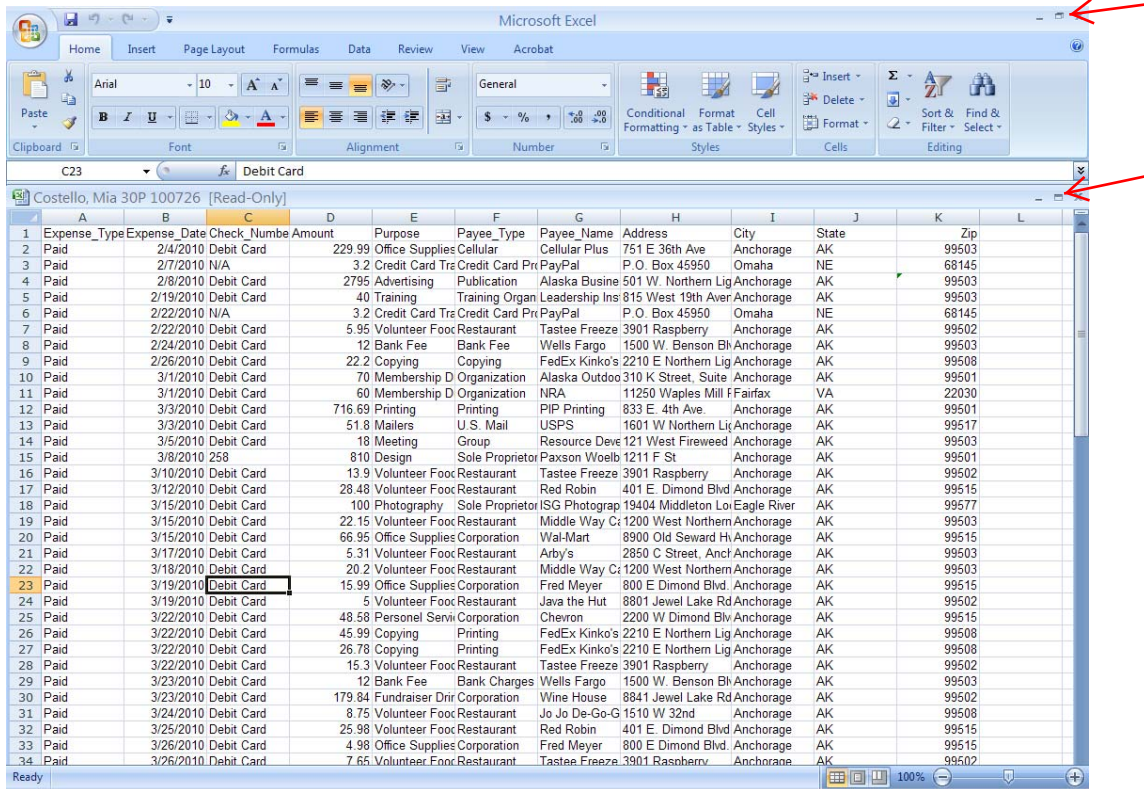 Microsoft Excel
Home Insert Page Layout Formulas Data Review View Acrobat
Arial 10 A A General Insert Σ
Paste B I U A $ % , .00 .0 Conditional Formatting Format as Table Cell Styles Delete Format Sort & Filter Find & Select
Clipboard Font Alignment Number Styles Cells Editing
C23 fx Debit Card
Costello, Mia 30P 100726 [Read-Only]
A B C D E F G H I J K L
1 Expense_Type Expense_Date Check_Numbe Amount Purpose Payee_Type Payee_Name Address City State Zip
2 Paid 2/4/2010 Debit Card 229.99 Office Supplies Cellular Cellular Plus 751 E 36th Ave Anchorage AK 99503
3 Paid 2/7/2010 N/A 3.2 Credit Card Tra Credit Card Pro PayPal P.O. Box 45950 Omaha NE 68145
4 Paid 2/8/2010 Debit Card 2795 Advertising Publication Alaska Busine 501 W. Northern Lig Anchorage AK 99503
5 Paid 2/19/2010 Debit Card 40 Training Training Organ Leadership Ins 815 West 19th Aven Anchorage AK 99503
6 Paid 2/22/2010 N/A 3.2 Credit Card Tra Credit Card Pro PayPal P.O. Box 45950 Omaha NE 68145
7 Paid 2/22/2010 Debit Card 5.95 Volunteer Food Restaurant Tastee Freeze 3901 Raspberry Anchorage AK 99502
8 Paid 2/24/2010 Debit Card 12 Bank Fee Bank Fee Wells Fargo 1500 W. Benson Blv Anchorage AK 99503
9 Paid 2/26/2010 Debit Card 22.2 Copying Copying FedEx Kinko's 2210 E Northern Lig Anchorage AK 99508
10 Paid 3/1/2010 Debit Card 70 Membership D Organization Alaska Outdoo 310 K Street, Suite Anchorage AK 99501
11 Paid 3/1/2010 Debit Card 60 Membership D Organization NRA 11250 Waples Mill F Fairfax VA 22030
12 Paid 3/3/2010 Debit Card 716.69 Printing Printing PIP Printing 833 E. 4th Ave. Anchorage AK 99501
13 Paid 3/3/2010 Debit Card 51.8 Mailers U.S. Mail USPS 1601 W Northern Lig Anchorage AK 99517
14 Paid 3/5/2010 Debit Card 18 Meeting Group Resource Deve 121 West Fireweed Anchorage AK 99503
15 Paid 3/8/2010 258 810 Design Sole Proprietor Paxson Woelb 1211 F St Anchorage AK 99501
16 Paid 3/10/2010 Debit Card 13.9 Volunteer Food Restaurant Tastee Freeze 3901 Raspberry Anchorage AK 99502
17 Paid 3/12/2010 Debit Card 28.48 Volunteer Food Restaurant Red Robin 401 E. Dimond Blvd Anchorage AK 99515
18 Paid 3/15/2010 Debit Card 100 Photography Sole Proprietor ISG Photograp 19404 Middleton Loo Eagle River AK 99577
19 Paid 3/15/2010 Debit Card 22.15 Volunteer Food Restaurant Middle Way Ca 1200 West Northern Anchorage AK 99503
20 Paid 3/15/2010 Debit Card 66.95 Office Supplies Corporation Wal-Mart 8900 Old Seward Hw Anchorage AK 99515
21 Paid 3/17/2010 Debit Card 5.31 Volunteer Food Restaurant Arby's 2850 C Street, Anch Anchorage AK 99503
22 Paid 3/18/2010 Debit Card 20.2 Volunteer Food Restaurant Middle Way Ca 1200 West Northern Anchorage AK 99503
23 Paid 3/19/2010 Debit Card 15.99 Office Supplies Corporation Fred Meyer 800 E Dimond Blvd. Anchorage AK 99515
24 Paid 3/19/2010 Debit Card 5 Volunteer Food Restaurant Java the Hut 8801 Jewel Lake Rd Anchorage AK 99502
25 Paid 3/22/2010 Debit Card 48.58 Personel Servic Corporation Chevron 2200 W Dimond Blv Anchorage AK 99515
26 Paid 3/22/2010 Debit Card 45.99 Copying Printing FedEx Kinko's 2210 E Northern Lig Anchorage AK 99508
27 Paid 3/22/2010 Debit Card 26.78 Copying Printing FedEx Kinko's 2210 E Northern Lig Anchorage AK 99508
28 Paid 3/22/2010 Debit Card 15.3 Volunteer Food Restaurant Tastee Freeze 3901 Raspberry Anchorage AK 99502
29 Paid 3/23/2010 Debit Card 12 Bank Fee Bank Charges Wells Fargo 1500 W. Benson Blv Anchorage AK 99503
30 Paid 3/23/2010 Debit Card 179.84 Fundraiser Drin Corporation Wine House 8841 Jewel Lake Rd Anchorage AK 99502
31 Paid 3/24/2010 Debit Card 8.75 Volunteer Food Restaurant Jo Jo De-Go-G 1510 W 32nd Anchorage AK 99508
32 Paid 3/25/2010 Debit Card 25.98 Volunteer Food Restaurant Red Robin 401 E. Dimond Blvd Anchorage AK 99515
33 Paid 3/26/2010 Debit Card 4.98 Office Supplies Corporation Fred Meyer 800 E Dimond Blvd. Anchorage AK 99515
34 Paid 3/26/2010 Debit Card 7.65 Volunteer Food Restaurant Tastee Freeze 3901 Raspberry Anchorage AK 99502
Ready 100%